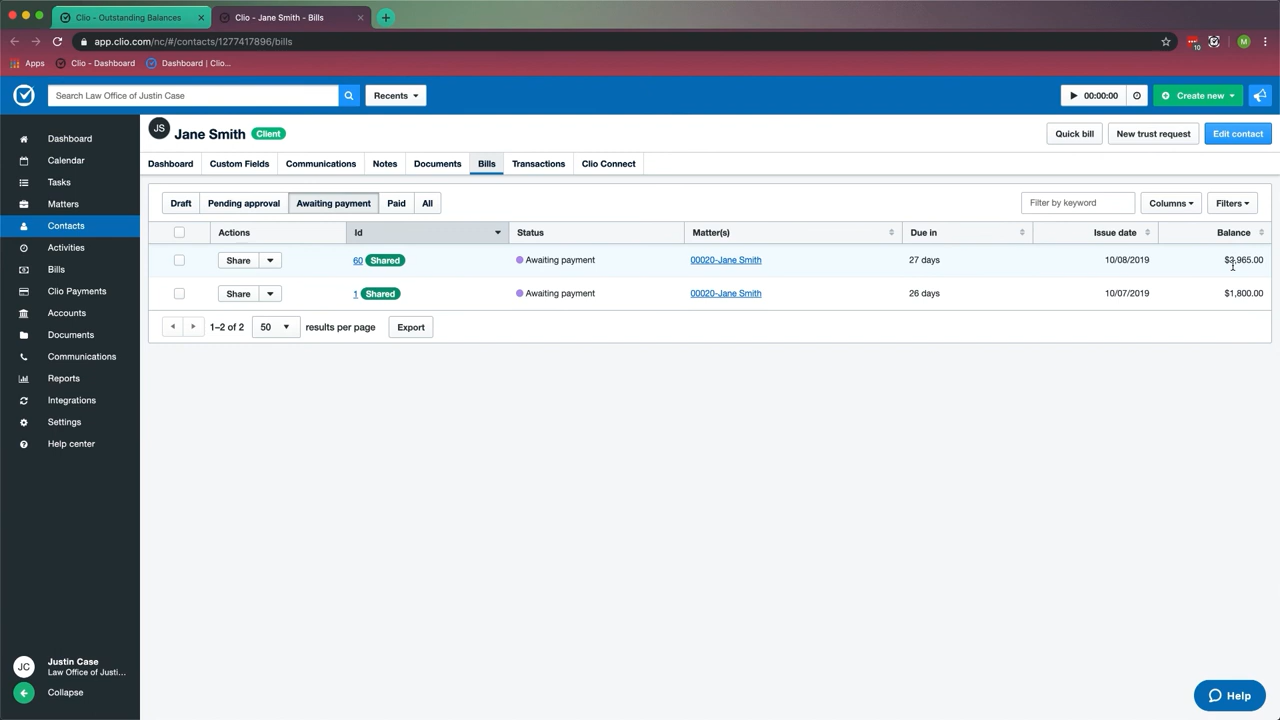 Clio - Outstanding Balances
Clio - Jane Smith - Bills
app.clio.com/nc/#/contacts/1277417896/bills
10
M
Apps
Clio - Dashboard
Dashboard | Clio...
Search Law Office of Justin Case
Recents
00:00:00
Create new
JS
Jane Smith
Client
Quick bill
New trust request
Edit contact
Dashboard
Custom Fields
Communications
Notes
Documents
Bills
Transactions
Clio Connect
Draft
Pending approval
Awaiting payment
Paid
All
Filter by keyword
Columns
Filters
Actions Id Status Matter(s) Due in Issue date Balance
Share 60 Shared Awaiting payment 00020-Jane Smith 27 days 10/08/2019
Share 1 Shared Awaiting payment 00020-Jane Smith 26 days 10/07/2019 $1,800.00
1–2 of 2 50 results per page Export
Dashboard
Calendar
Tasks
Matters
Contacts
Activities
Bills
Clio Payments
Accounts
Documents
Communications
Reports
Integrations
Settings
Help center
JC
Justin Case
Law Office of Justi...
Collapse
Help